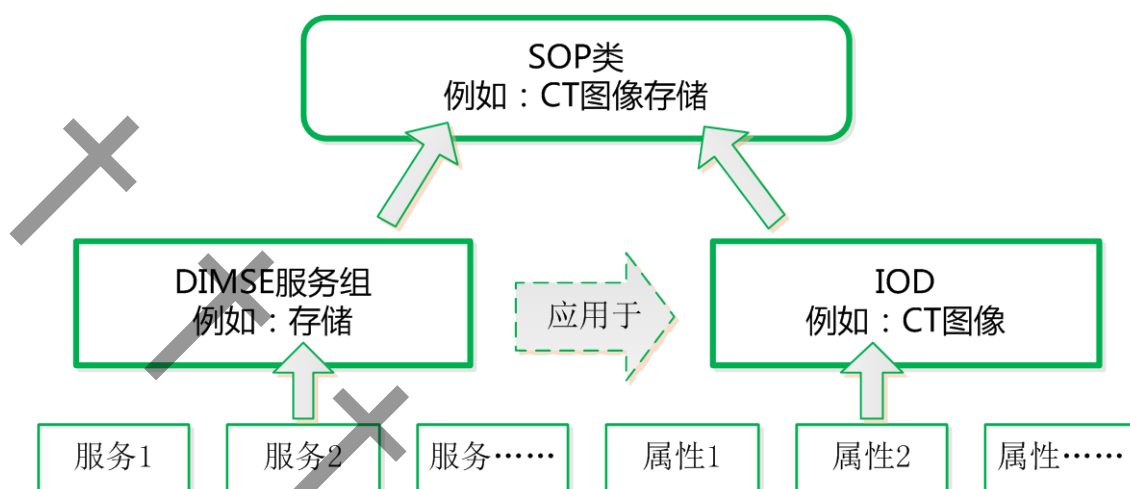 SOP类
例如：CT图像存储
DIMSE服务组
例如：存储
应用于
IOD
例如：CT图像
服务1
服务2
服务……
属性1
属性2
属性……